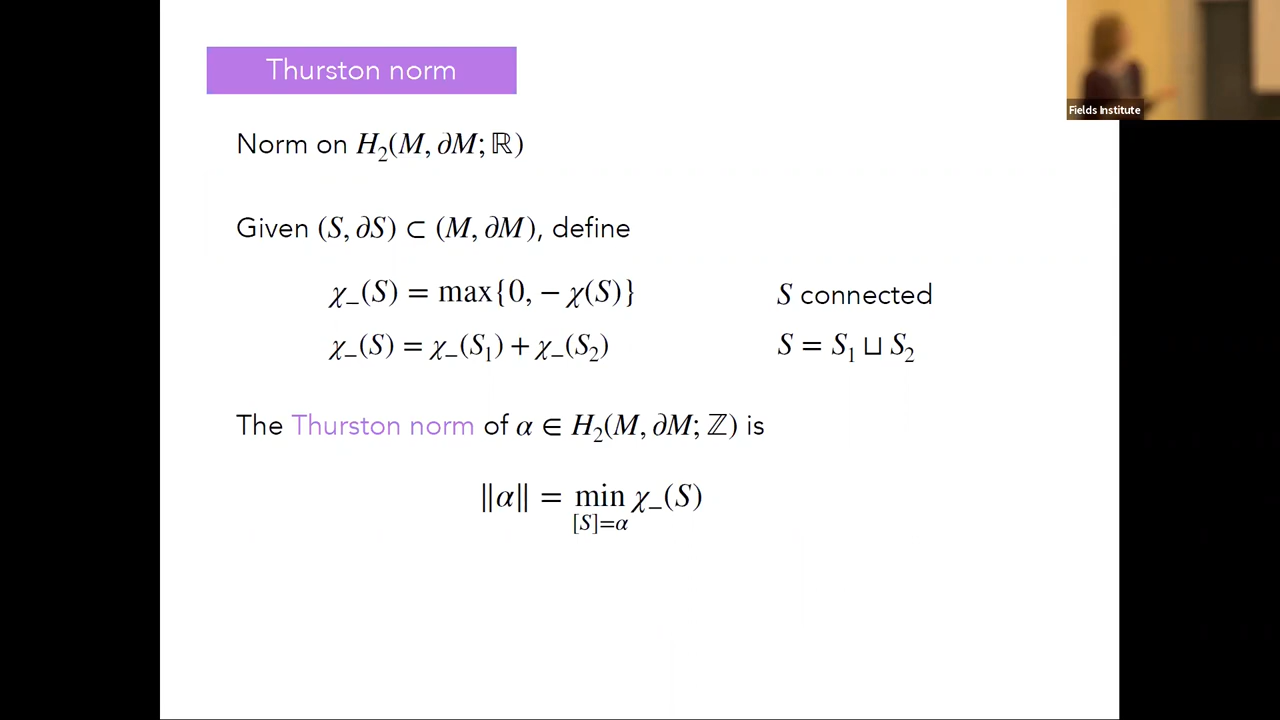 Thurston norm
Fields Institute
Norm on H₂(M, ∂M; ℝ)
Given (S, ∂S) ⊂ (M, ∂M), define
χ₋(S) = max{0, − χ(S)} S connected
χ₋(S) = χ₋(S₁) + χ₋(S₂) S = S₁ ⊔ S₂
The Thurston norm of α ∈ H₂(M, ∂M; ℤ) is
‖α‖ = min χ₋(S)
[S]=α